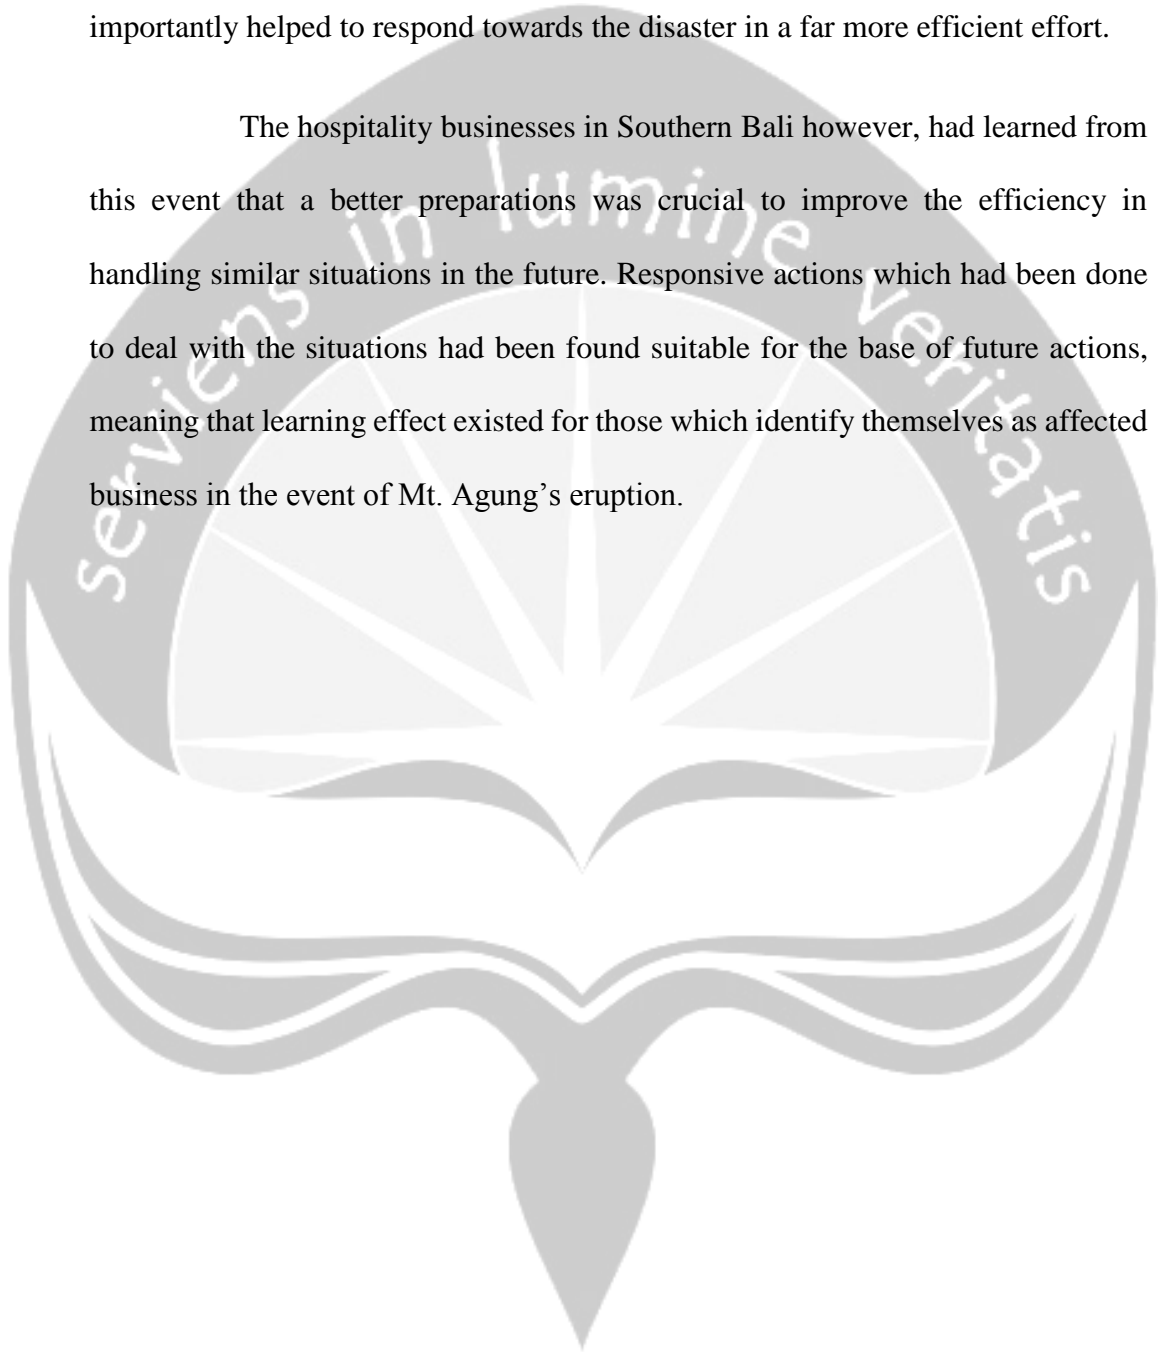 importantly helped to respond towards the disaster in a far more efficient effort.
The hospitality businesses in Southern Bali however, had learned from
this event that a better preparations was crucial to improve the efficiency in
handling similar situations in the future. Responsive actions which had been done
to deal with the situations had been found suitable for the base of future actions,
meaning that learning effect existed for those which identify themselves as affected
business in the event of Mt. Agung’s eruption.
serviens in lumine veritatis